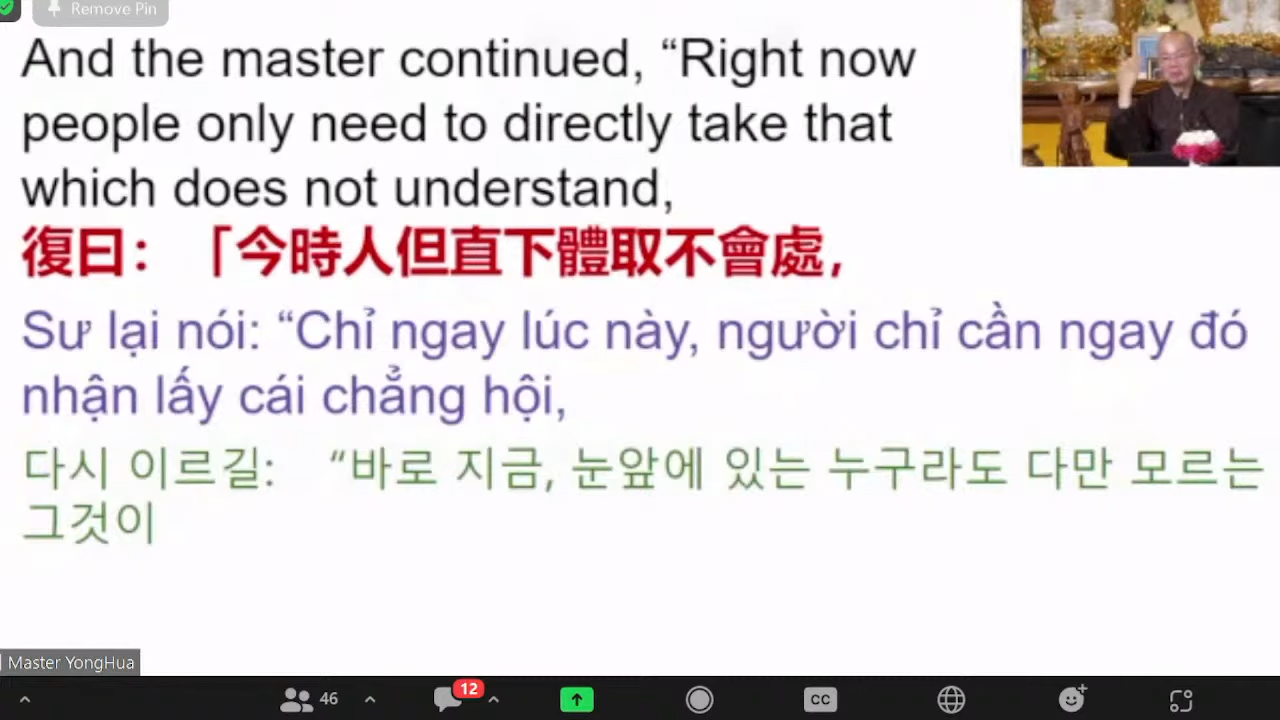 Remove Pin
And the master continued, “Right now
people only need to directly take that
which does not understand,
復曰：「今時人但直下體取不會處，
Sư lại nói: “Chỉ ngay lúc này, người chỉ cần ngay đó
nhận lấy cái chẳng hội,
다시 이르길: “바로 지금, 눈앞에 있는 누구라도 다만 모르는
그것이
Master YongHua
46
12
CC